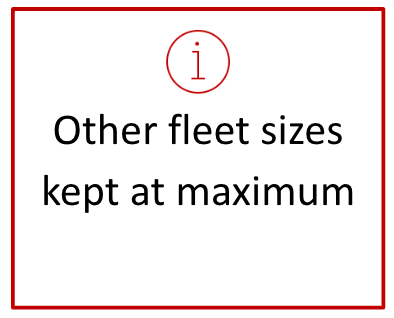 i
Other fleet sizes
kept at maximum